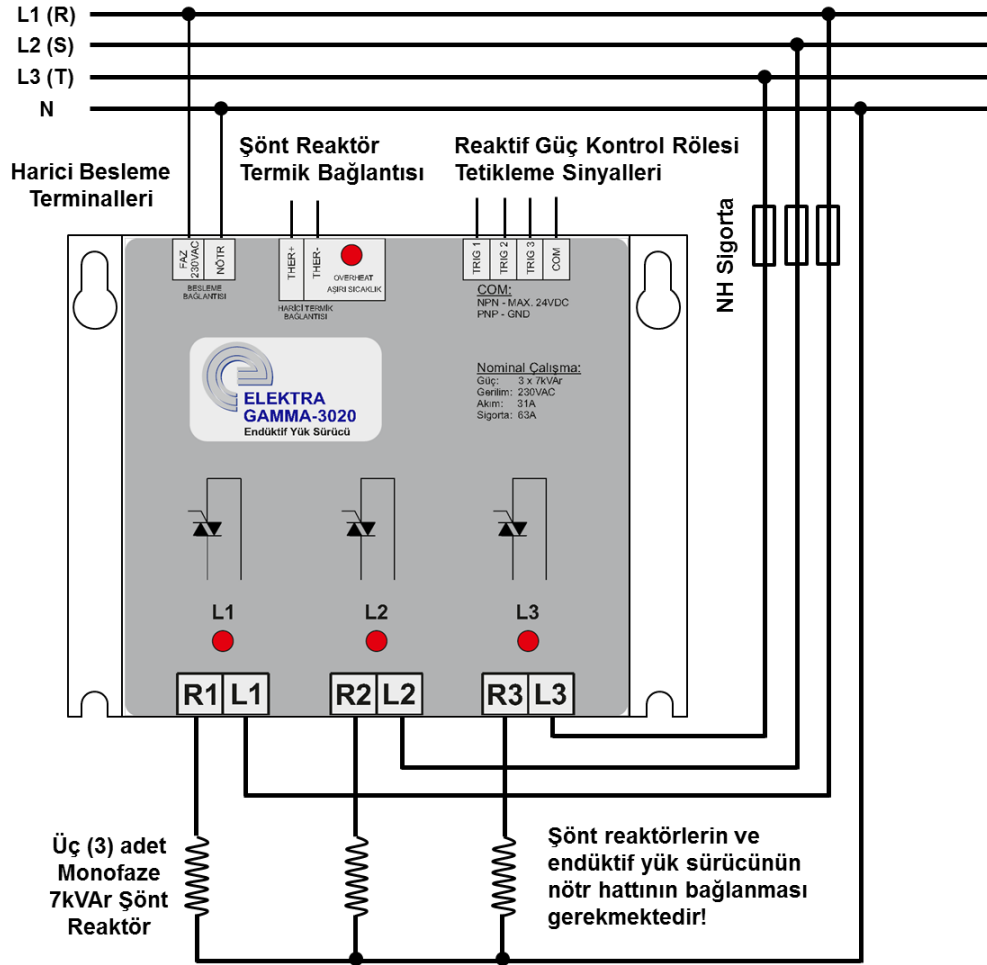 L1 (R)
L2 (S)
L3 (T)
N
Harici Besleme
Terminalleri
Şönt Reaktör
Termik Bağlantısı
Reaktif Güç Kontrol Rölesi
Tetikleme Sinyalleri
NH Sigorta
FAZ
230VAC
NÖTR
BESLEME
BAĞLANTISI
THER+
THER-
OVERHEAT
AŞIRI SICAKLIK
HARİCİ TERMİK
BAĞLANTISI
TRIG 1
TRIG 2
TRIG 3
COM
COM:
NPN - MAX. 24VDC
PNP - GND
ELEKTRA
GAMMA-3020
Endüktif Yük Sürücü
Nominal Çalışma:
Güç: 3 x 7kVAr
Gerilim: 230VAC
Akım: 31A
Sigorta: 63A
L1
L2
L3
R1 L1
R2 L2
R3 L3
Üç (3) adet
Monofaze
7kVAr Şönt
Reaktör
Şönt reaktörlerin ve
endüktif yük sürücünün
nötr hattının bağlanması
gerekmektedir!